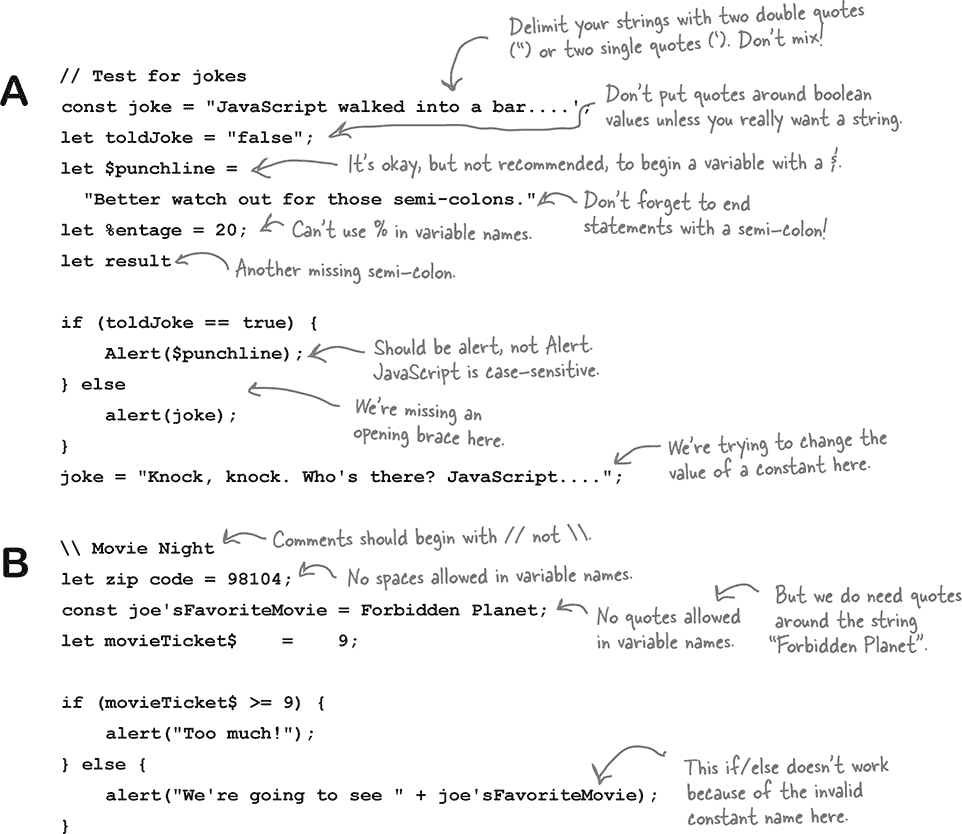 Delimit your strings with two double quotes
(“) or two single quotes (‘). Don't mix!
A
// Test for jokes
const joke = "JavaScript walked into a bar....';
Don't put quotes around boolean
values unless you really want a string.
let toldJoke = "false";
let $punchline =
It's okay, but not recommended, to begin a variable with a $.
"Better watch out for those semi-colons."
Don't forget to end
statements with a semi-colon!
let %entage = 20;
Can't use % in variable names.
let result
Another missing semi-colon.
if (toldJoke == true) {
Alert($punchline);
Should be alert, not Alert.
JavaScript is case-sensitive.
} else
We're missing an
opening brace here.
alert(joke);
}
We're trying to change the
value of a constant here.
joke = "Knock, knock. Who's there? JavaScript....";
B
\\ Movie Night
Comments should begin with // not \\.
let zip code = 98104;
No spaces allowed in variable names.
const joe'sFavoriteMovie = Forbidden Planet;
No quotes allowed
in variable names.
But we do need quotes
around the string
“Forbidden Planet”.
let movieTicket$ = 9;
if (movieTicket$ >= 9) {
alert("Too much!");
} else {
alert("We're going to see " + joe'sFavoriteMovie);
This if/else doesn't work
because of the invalid
constant name here.
}